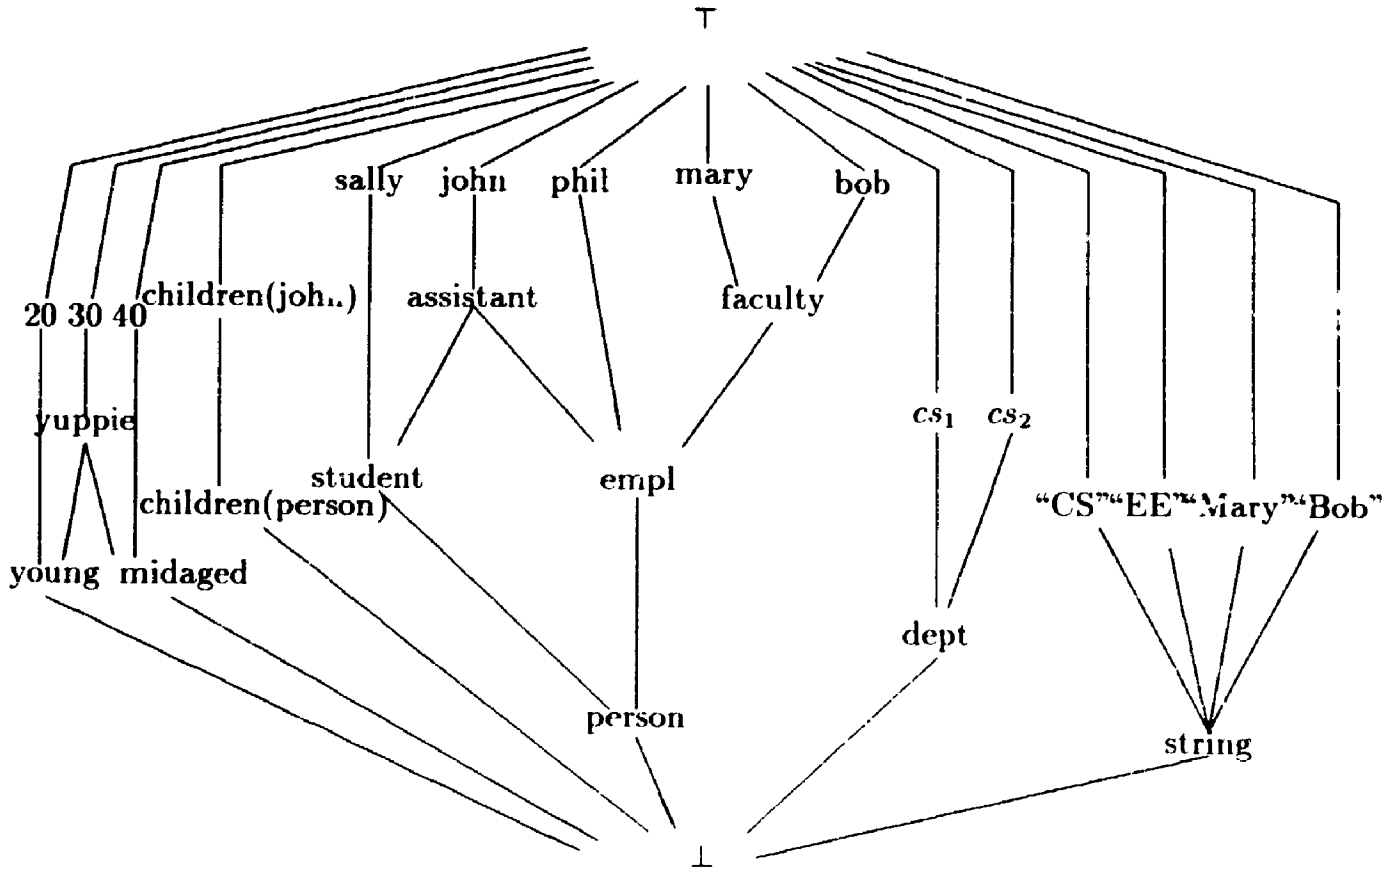 ⊤
sally john phil mary bob
20 30 40 children(joh..) assistant faculty
yuppie cs₁ cs₂
student empl
children(person) “CS” “EE” “Mary” “Bob”
young midaged
dept
person
string
⊥